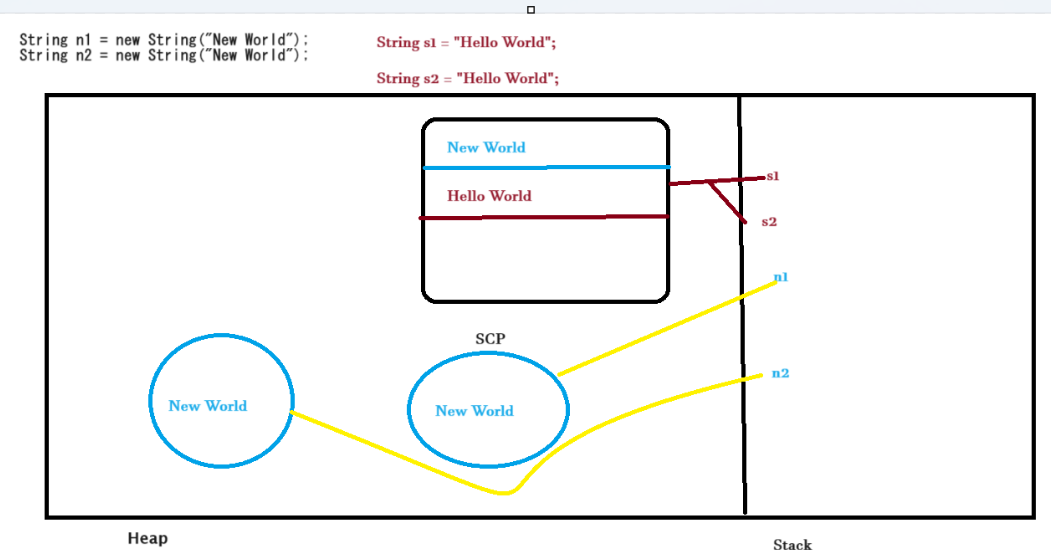 String n1 = new String("New World");
String n2 = new String("New World");
String s1 = "Hello World";
String s2 = "Hello World";
New World
Hello World
s1
s2
n1
SCP
n2
New World
New World
Heap
Stack